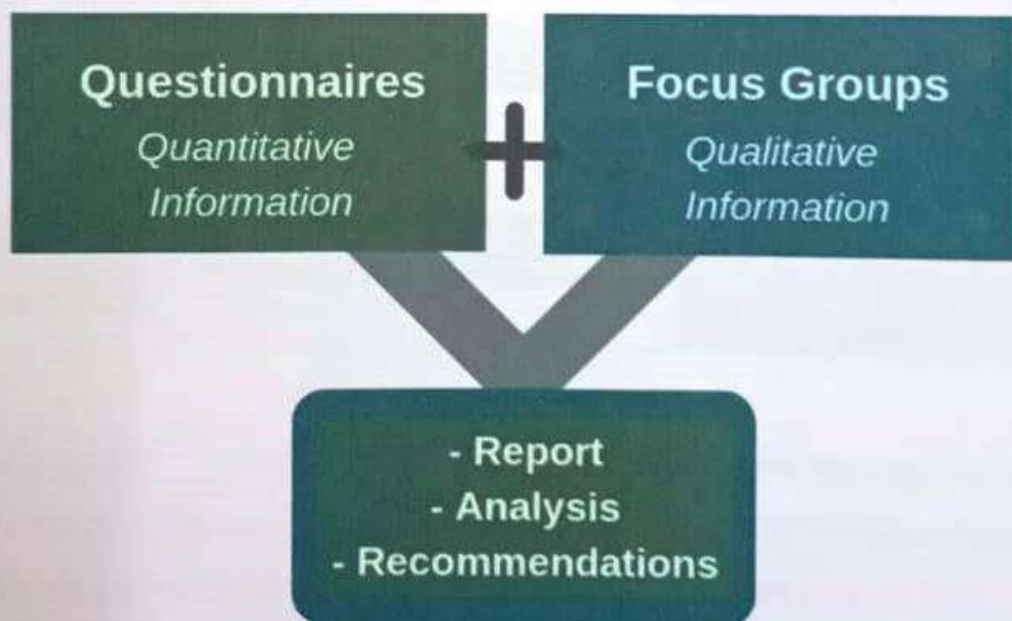 Questionnaires
Quantitative
Information
+
Focus Groups
Qualitative
Information
- Report
- Analysis
- Recommendations